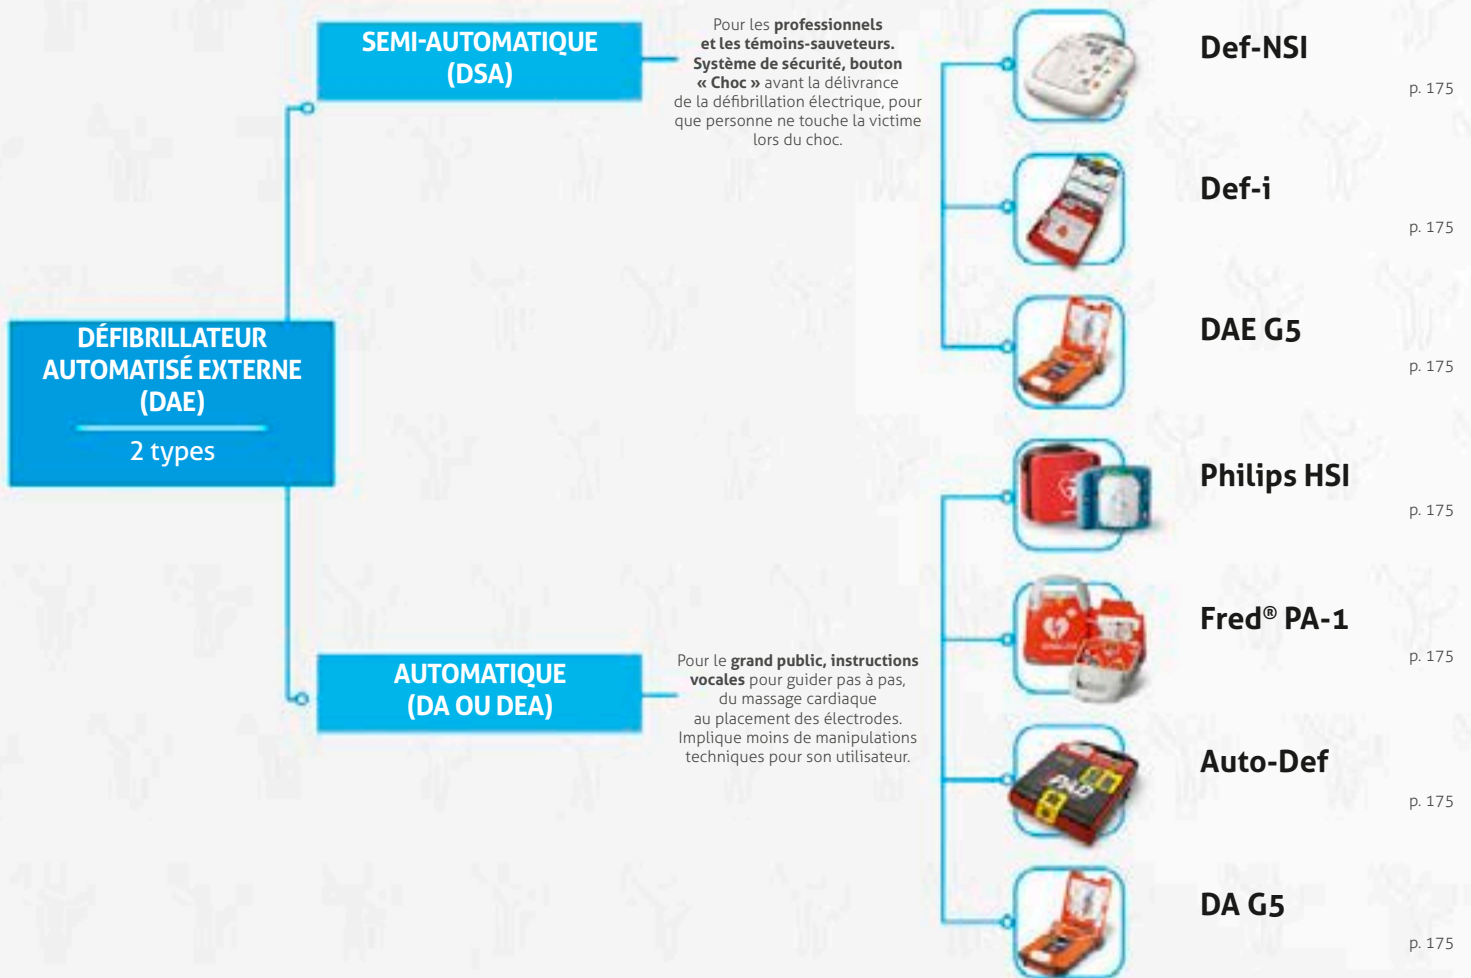 DÉFIBRILLATEUR
AUTOMATISÉ EXTERNE
(DAE)
2 types
SEMI-AUTOMATIQUE
(DSA)
Pour les professionnels
et les témoins-sauveteurs.
Système de sécurité, bouton
« Choc » avant la délivrance
de la défibrillation électrique, pour
que personne ne touche la victime
lors du choc.
Def-NSI
p. 175
Def-i
p. 175
DAE G5
p. 175
AUTOMATIQUE
(DA OU DEA)
Pour le grand public, instructions
vocales pour guider pas à pas,
du massage cardiaque
au placement des électrodes.
Implique moins de manipulations
techniques pour son utilisateur.
Philips HSI
p. 175
Fred® PA-1
p. 175
Auto-Def
PAD
p. 175
DA G5
p. 175